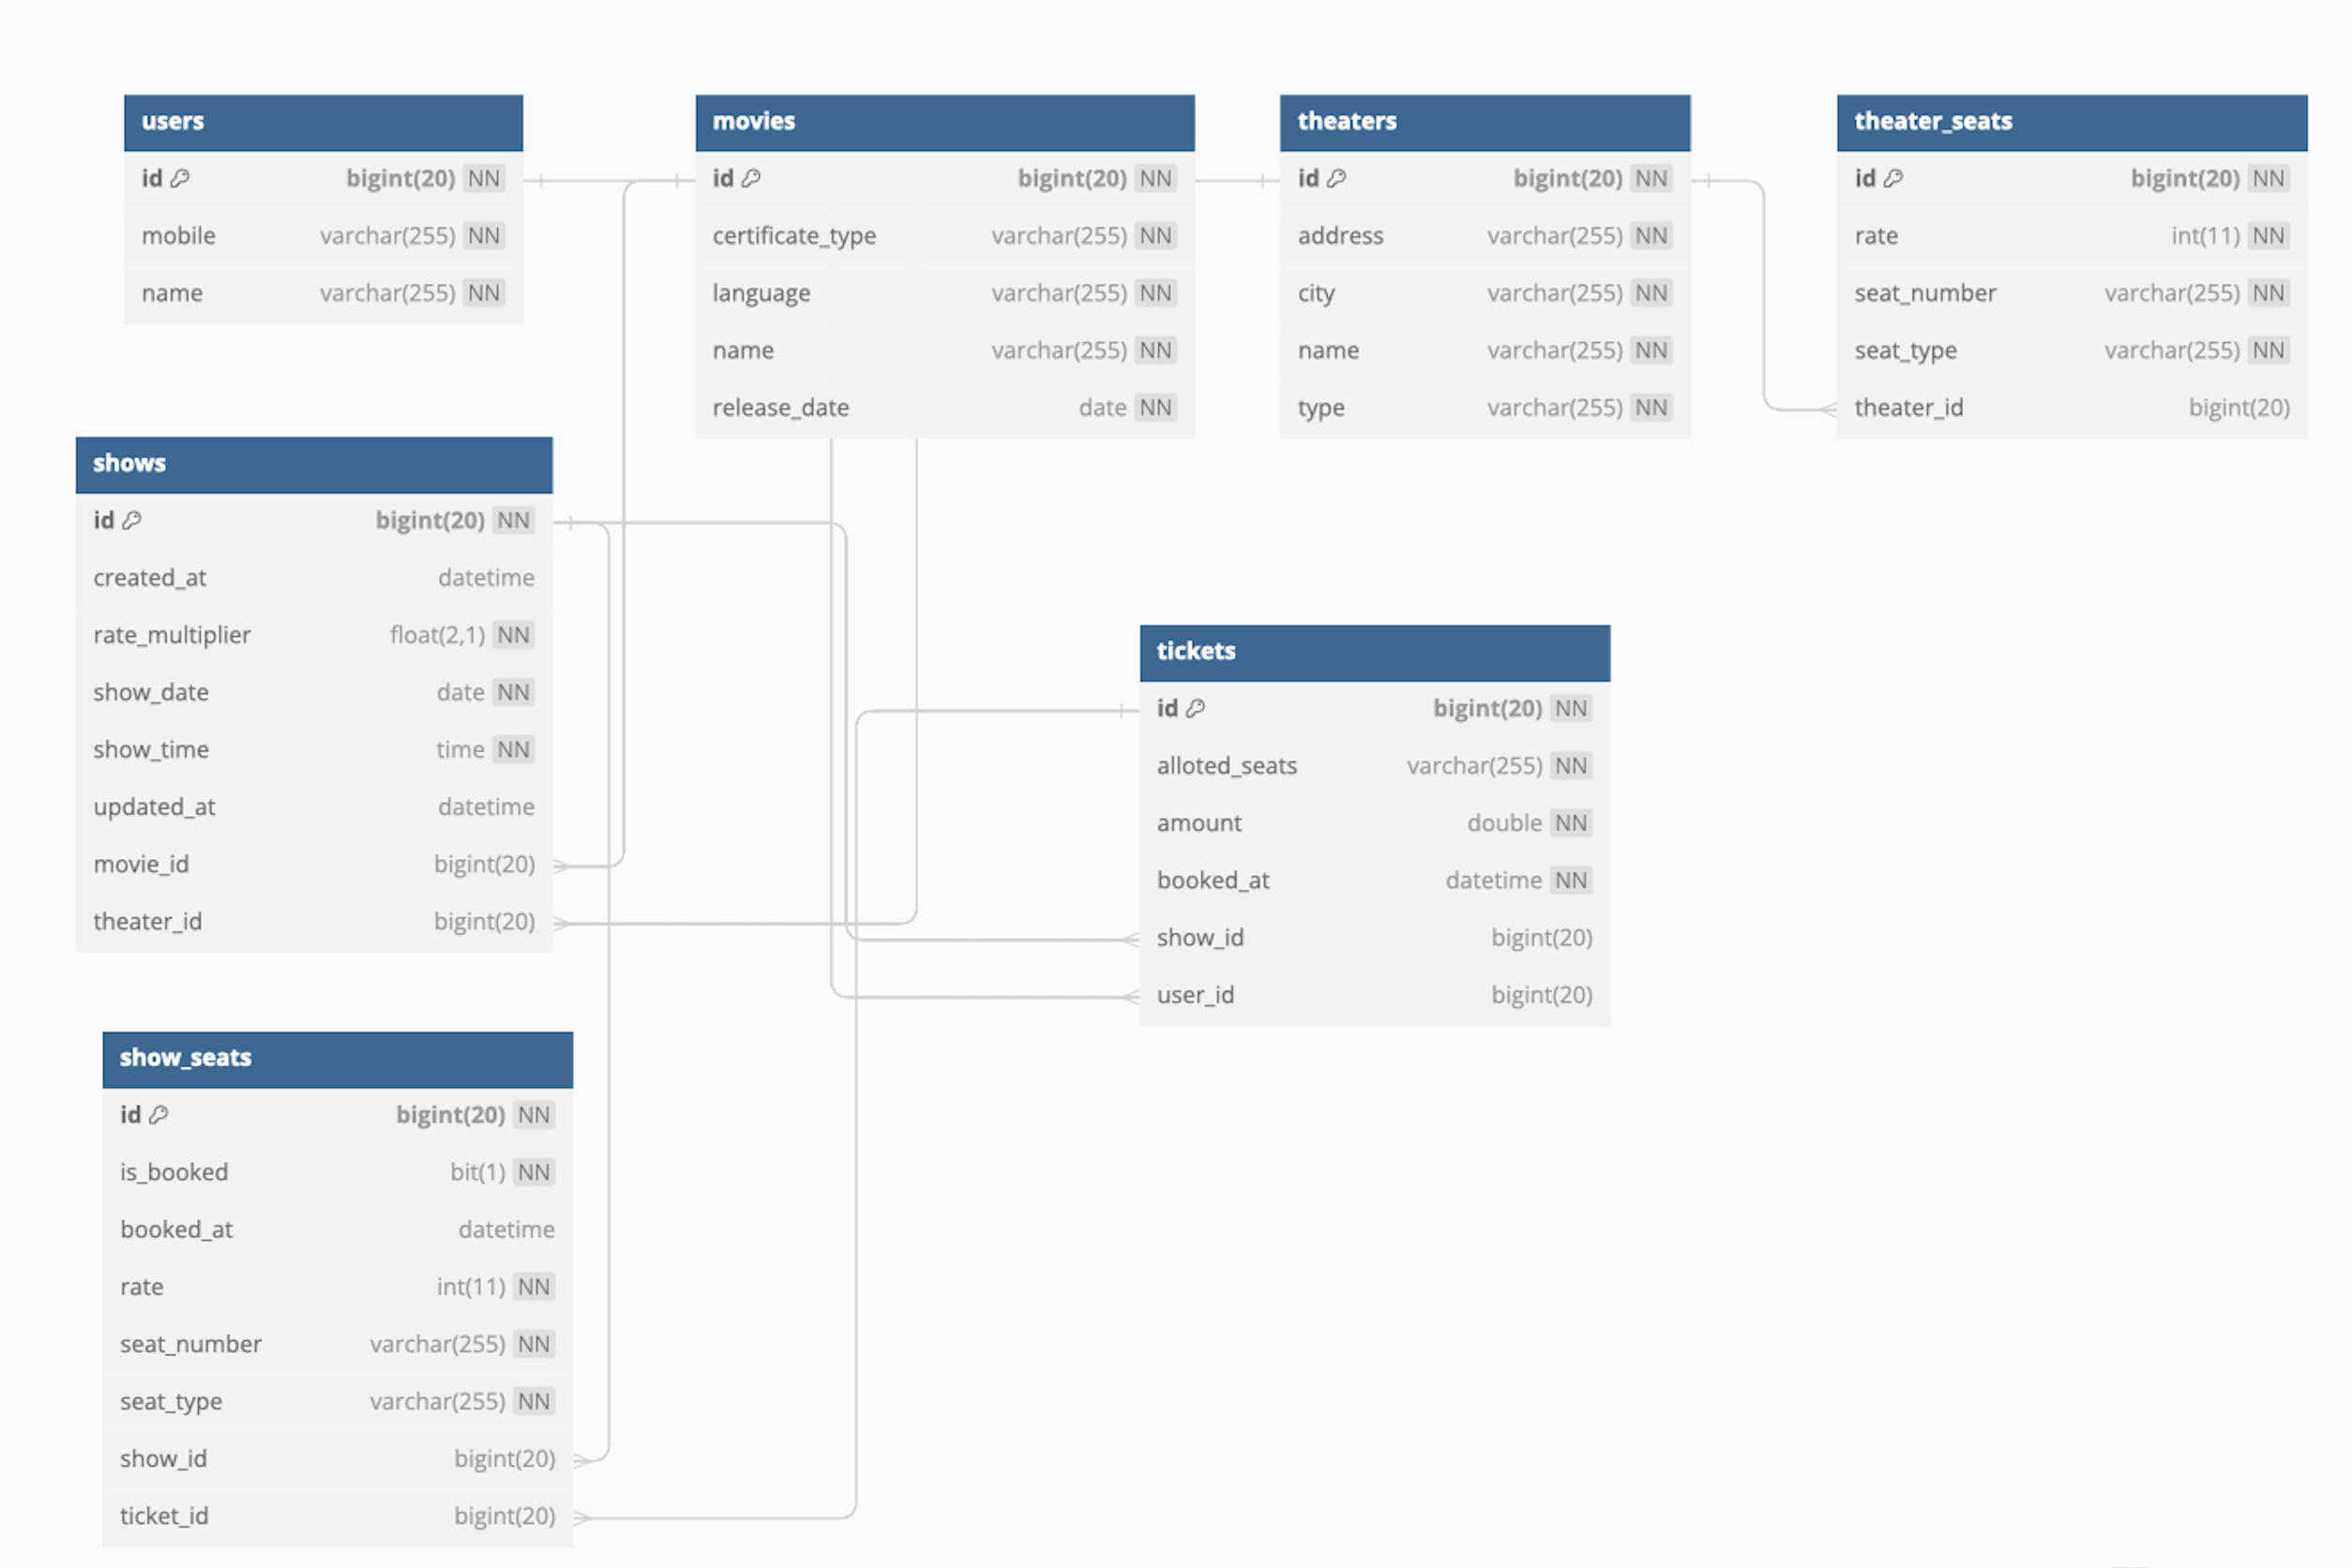 users
id bigint(20) NN
mobile varchar(255) NN
name varchar(255) NN
movies
id bigint(20) NN
certificate_type varchar(255) NN
language varchar(255) NN
name varchar(255) NN
release_date date NN
theaters
id bigint(20) NN
address varchar(255) NN
city varchar(255) NN
name varchar(255) NN
type varchar(255) NN
theater_seats
id bigint(20) NN
rate int(11) NN
seat_number varchar(255) NN
seat_type varchar(255) NN
theater_id bigint(20)
shows
id bigint(20) NN
created_at datetime
rate_multiplier float(2,1) NN
show_date date NN
show_time time NN
updated_at datetime
movie_id bigint(20)
theater_id bigint(20)
tickets
id bigint(20) NN
alloted_seats varchar(255) NN
amount double NN
booked_at datetime NN
show_id bigint(20)
user_id bigint(20)
show_seats
id bigint(20) NN
is_booked bit(1) NN
booked_at datetime
rate int(11) NN
seat_number varchar(255) NN
seat_type varchar(255) NN
show_id bigint(20)
ticket_id bigint(20)